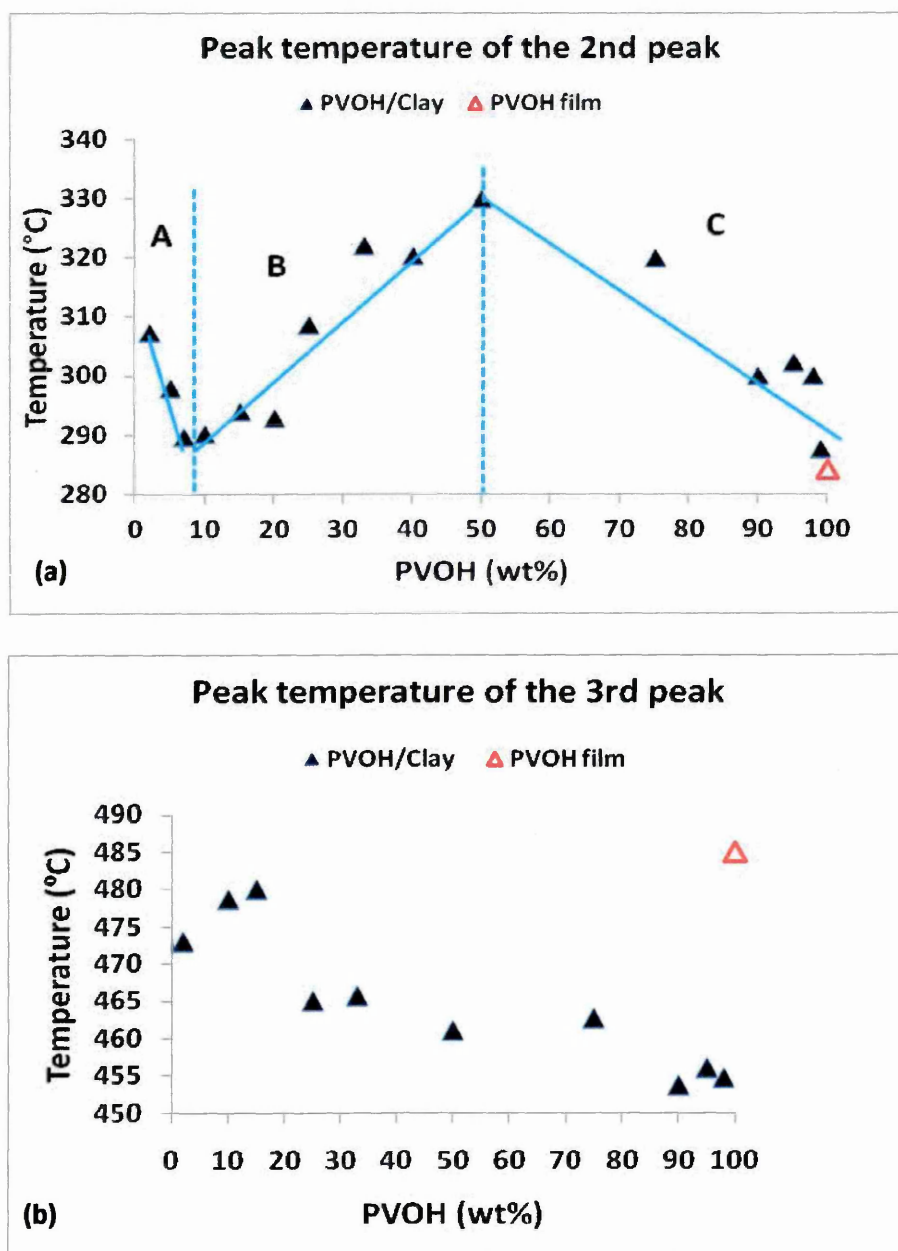 Peak temperature of the 2nd peak
▲ PVOH/Clay △ PVOH film
Temperature (°C)
340
330
320
310
300
290
280
A
B
C
0 10 20 30 40 50 60 70 80 90 100
PVOH (wt%)
(a)
Peak temperature of the 3rd peak
▲ PVOH/Clay △ PVOH film
Temperature (ºC)
490
485
480
475
470
465
460
455
450
0 10 20 30 40 50 60 70 80 90 100
PVOH (wt%)
(b)